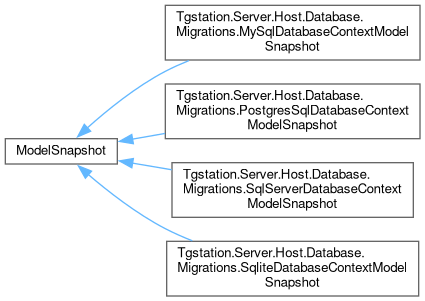 Tgstation.Server.Host.Database.
Migrations.MySqlDatabaseContextModel
Snapshot
Tgstation.Server.Host.Database.
Migrations.PostgresSqlDatabaseContext
ModelSnapshot
ModelSnapshot
Tgstation.Server.Host.Database.
Migrations.SqlServerDatabaseContext
ModelSnapshot
Tgstation.Server.Host.Database.
Migrations.SqliteDatabaseContextModel
Snapshot